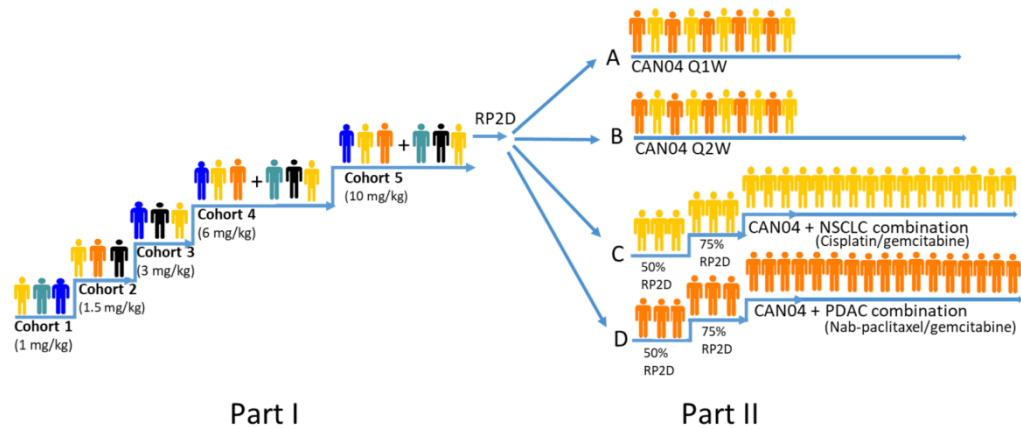 Cohort 1
(1 mg/kg)
Cohort 2
(1.5 mg/kg)
Cohort 3
(3 mg/kg)
+
Cohort 4
(6 mg/kg)
+
Cohort 5
(10 mg/kg)
RP2D
A
CAN04 Q1W
B
CAN04 Q2W
C
50%
RP2D
75%
RP2D
CAN04 + NSCLC combination
(Cisplatin/gemcitabine)
D
50%
RP2D
75%
RP2D
CAN04 + PDAC combination
(Nab-paclitaxel/gemcitabine)
Part I
Part II